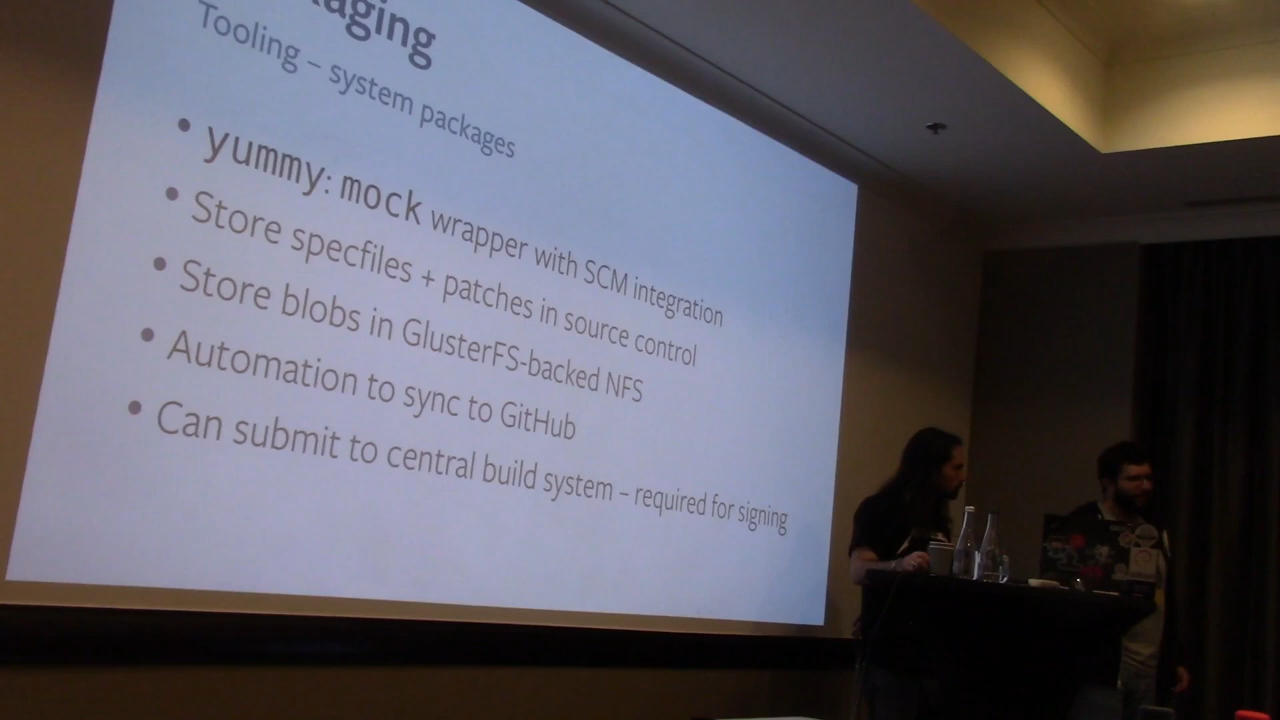 kaging
Tooling – system packages
• yummy: mock wrapper with SCM integration
• Store specfiles + patches in source control
• Store blobs in GlusterFS-backed NFS
• Automation to sync to GitHub
• Can submit to central build system – required for signing